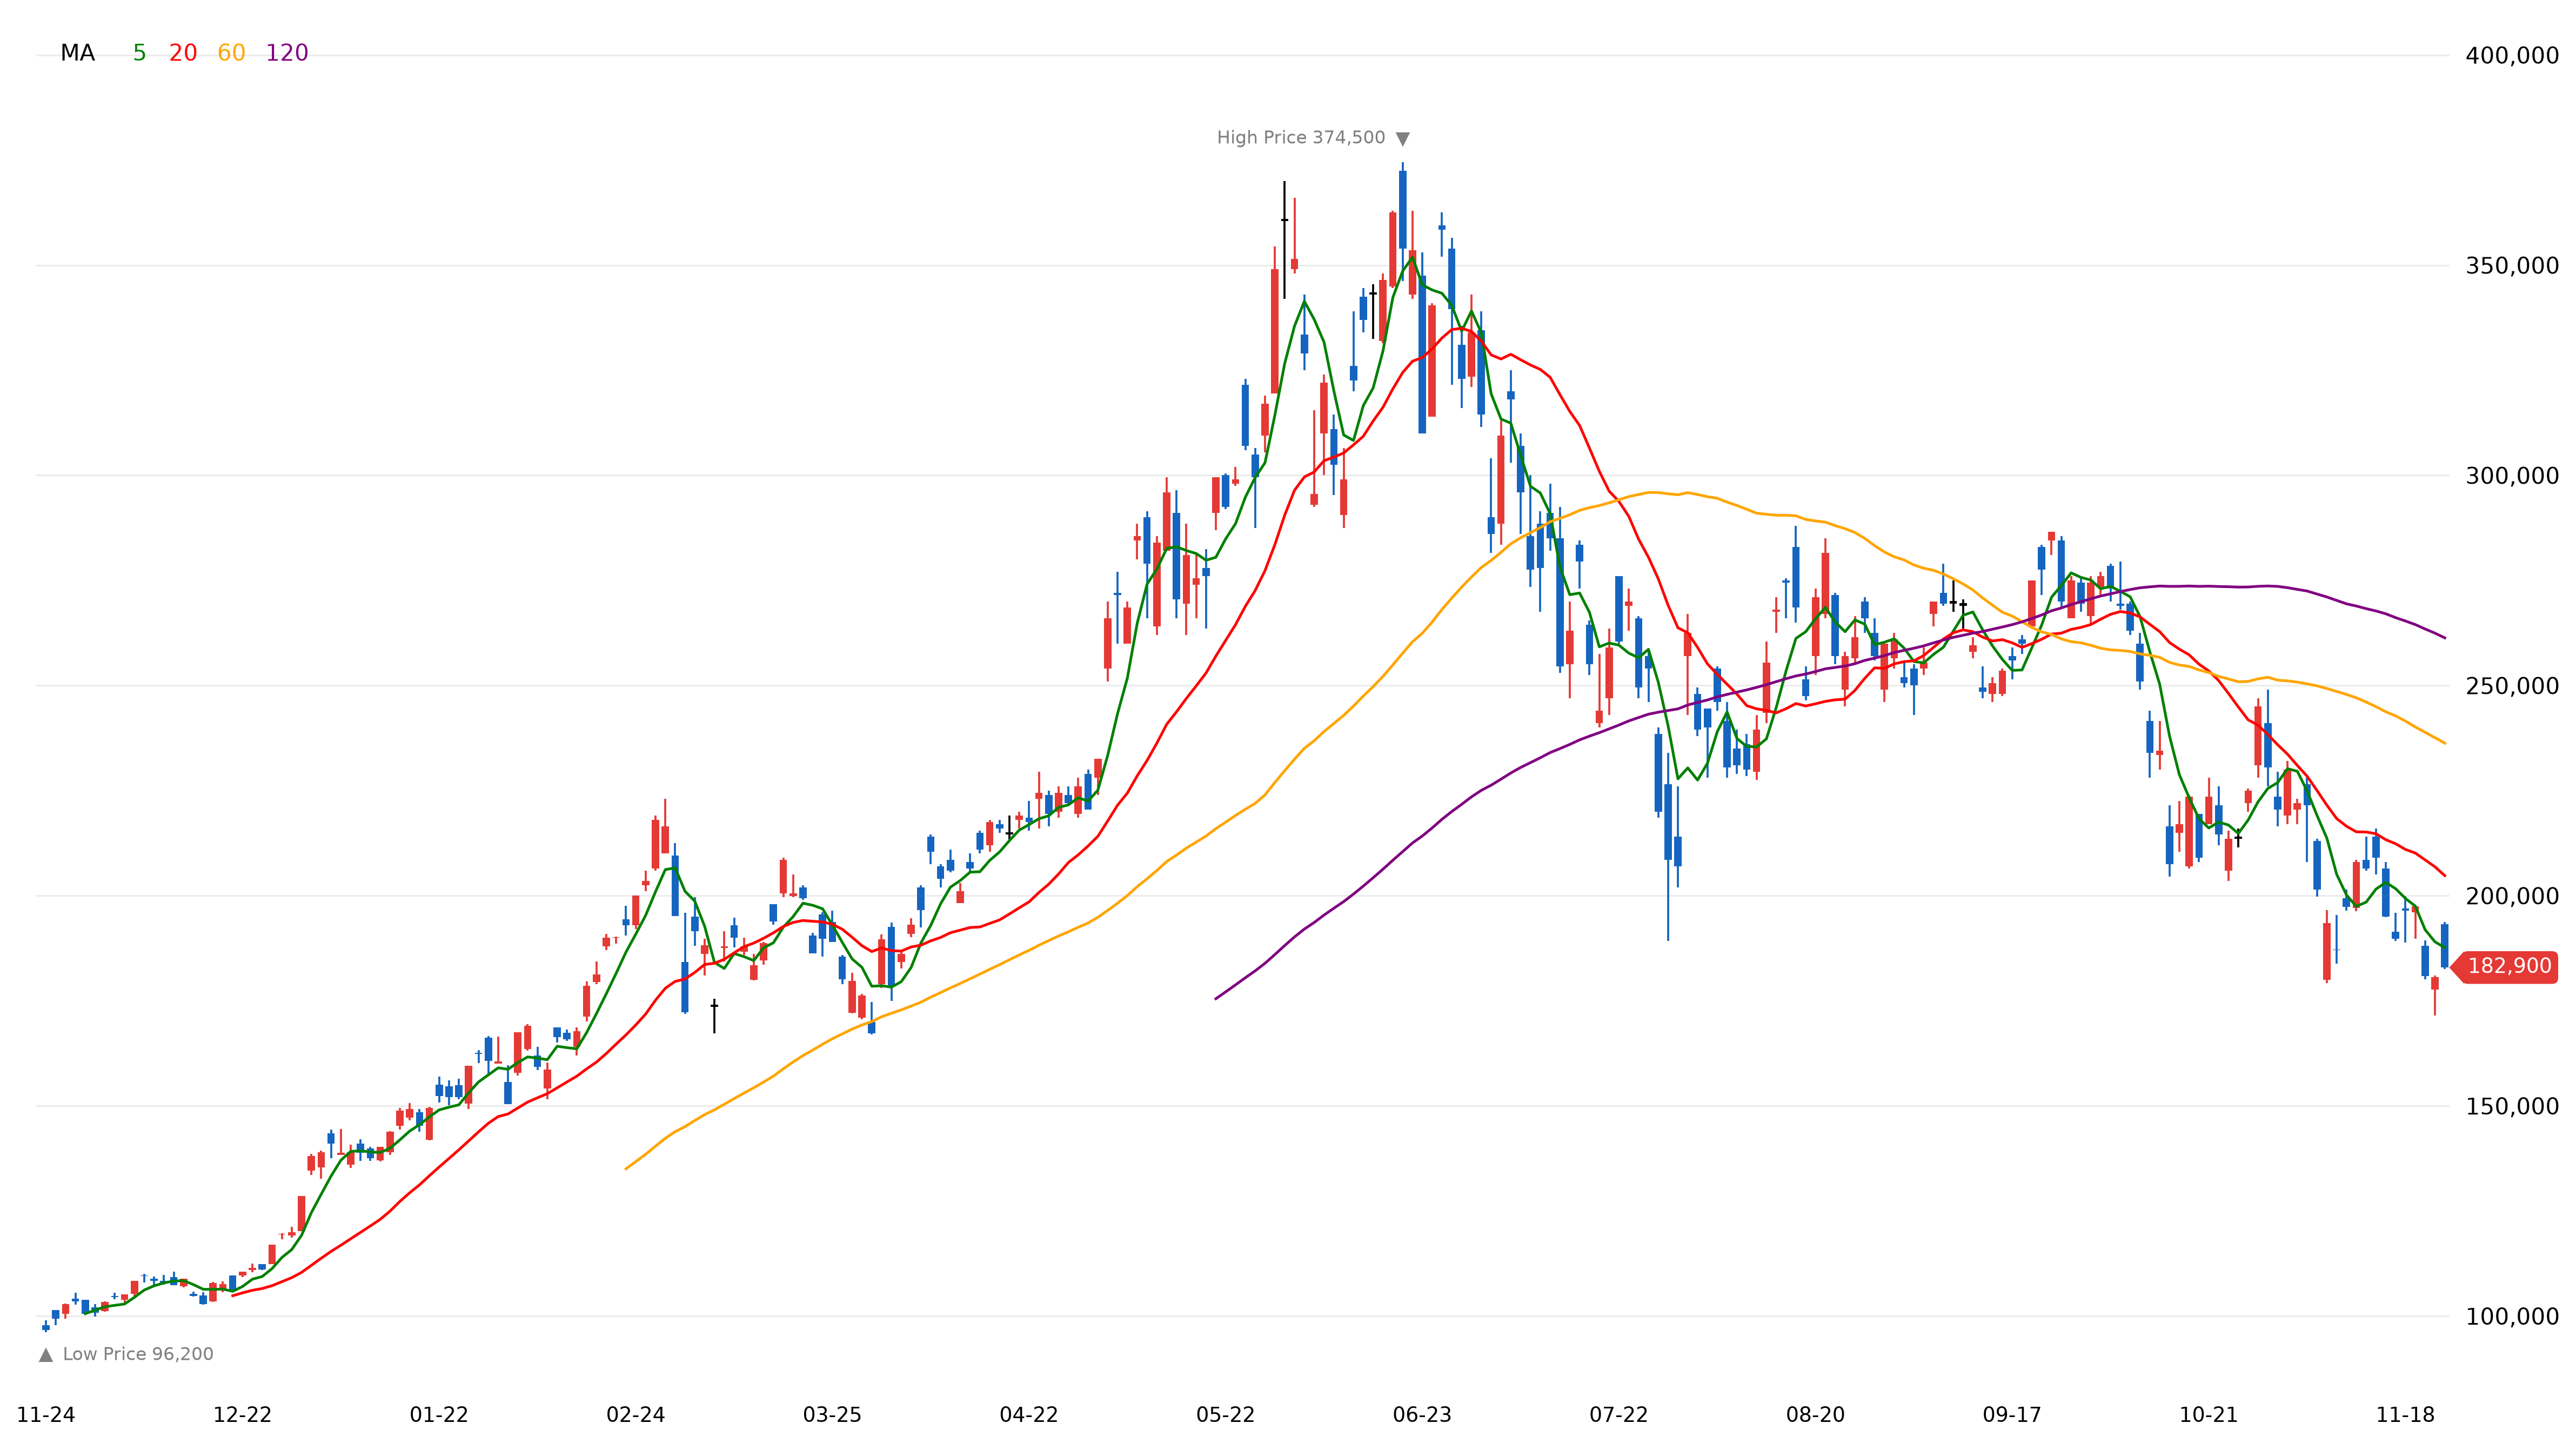 MA 5 20 60 120
400,000
High Price 374,500 ▼
350,000
300,000
250,000
200,000
182,900
150,000
100,000
▲ Low Price 96,200
11-24 12-22 01-22 02-24 03-25 04-22 05-22 06-23 07-22 08-20 09-17 10-21 11-18